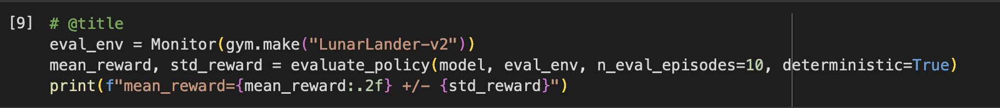 [9] # @title
eval_env = Monitor(gym.make("LunarLander-v2"))
mean_reward, std_reward = evaluate_policy(model, eval_env, n_eval_episodes=10, deterministic=True)
print(f"mean_reward={mean_reward:.2f} +/- {std_reward}")